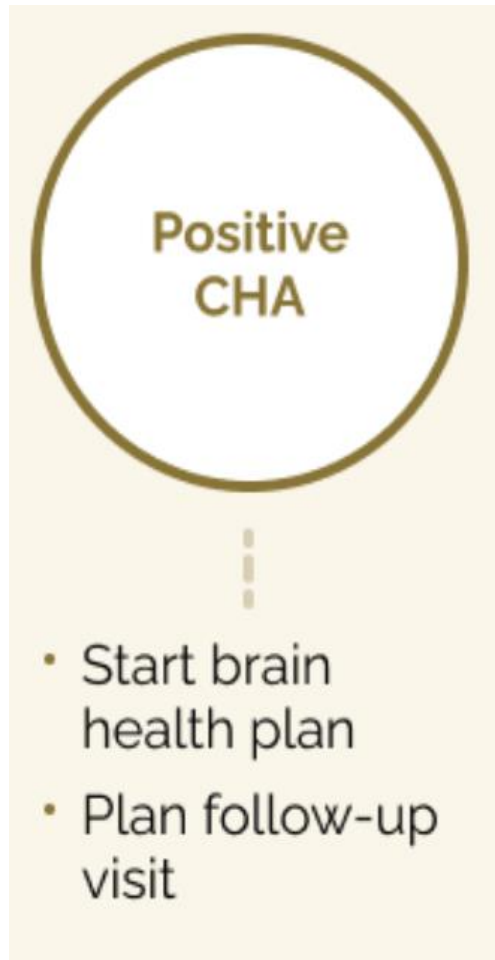 Positive
CHA
• Start brain
health plan
• Plan follow-up
visit